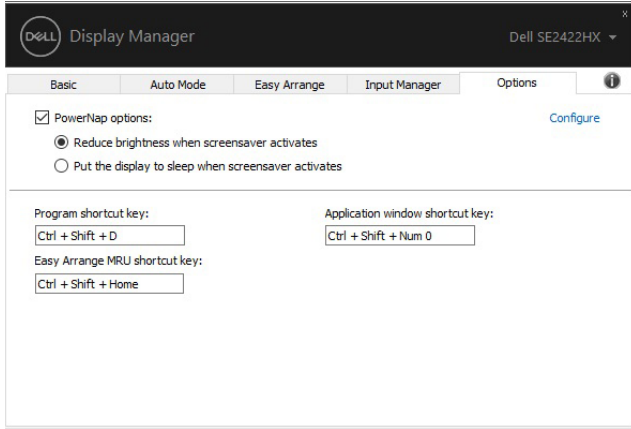 x
DELL Display Manager
Dell SE2422HX
Basic Auto Mode Easy Arrange Input Manager Options
PowerNap options:
Configure
Reduce brightness when screensaver activates
Put the display to sleep when screensaver activates
Program shortcut key:
Application window shortcut key:
Ctrl + Shift + D
Ctrl + Shift + Num 0
Easy Arrange MRU shortcut key:
Ctrl + Shift + Home